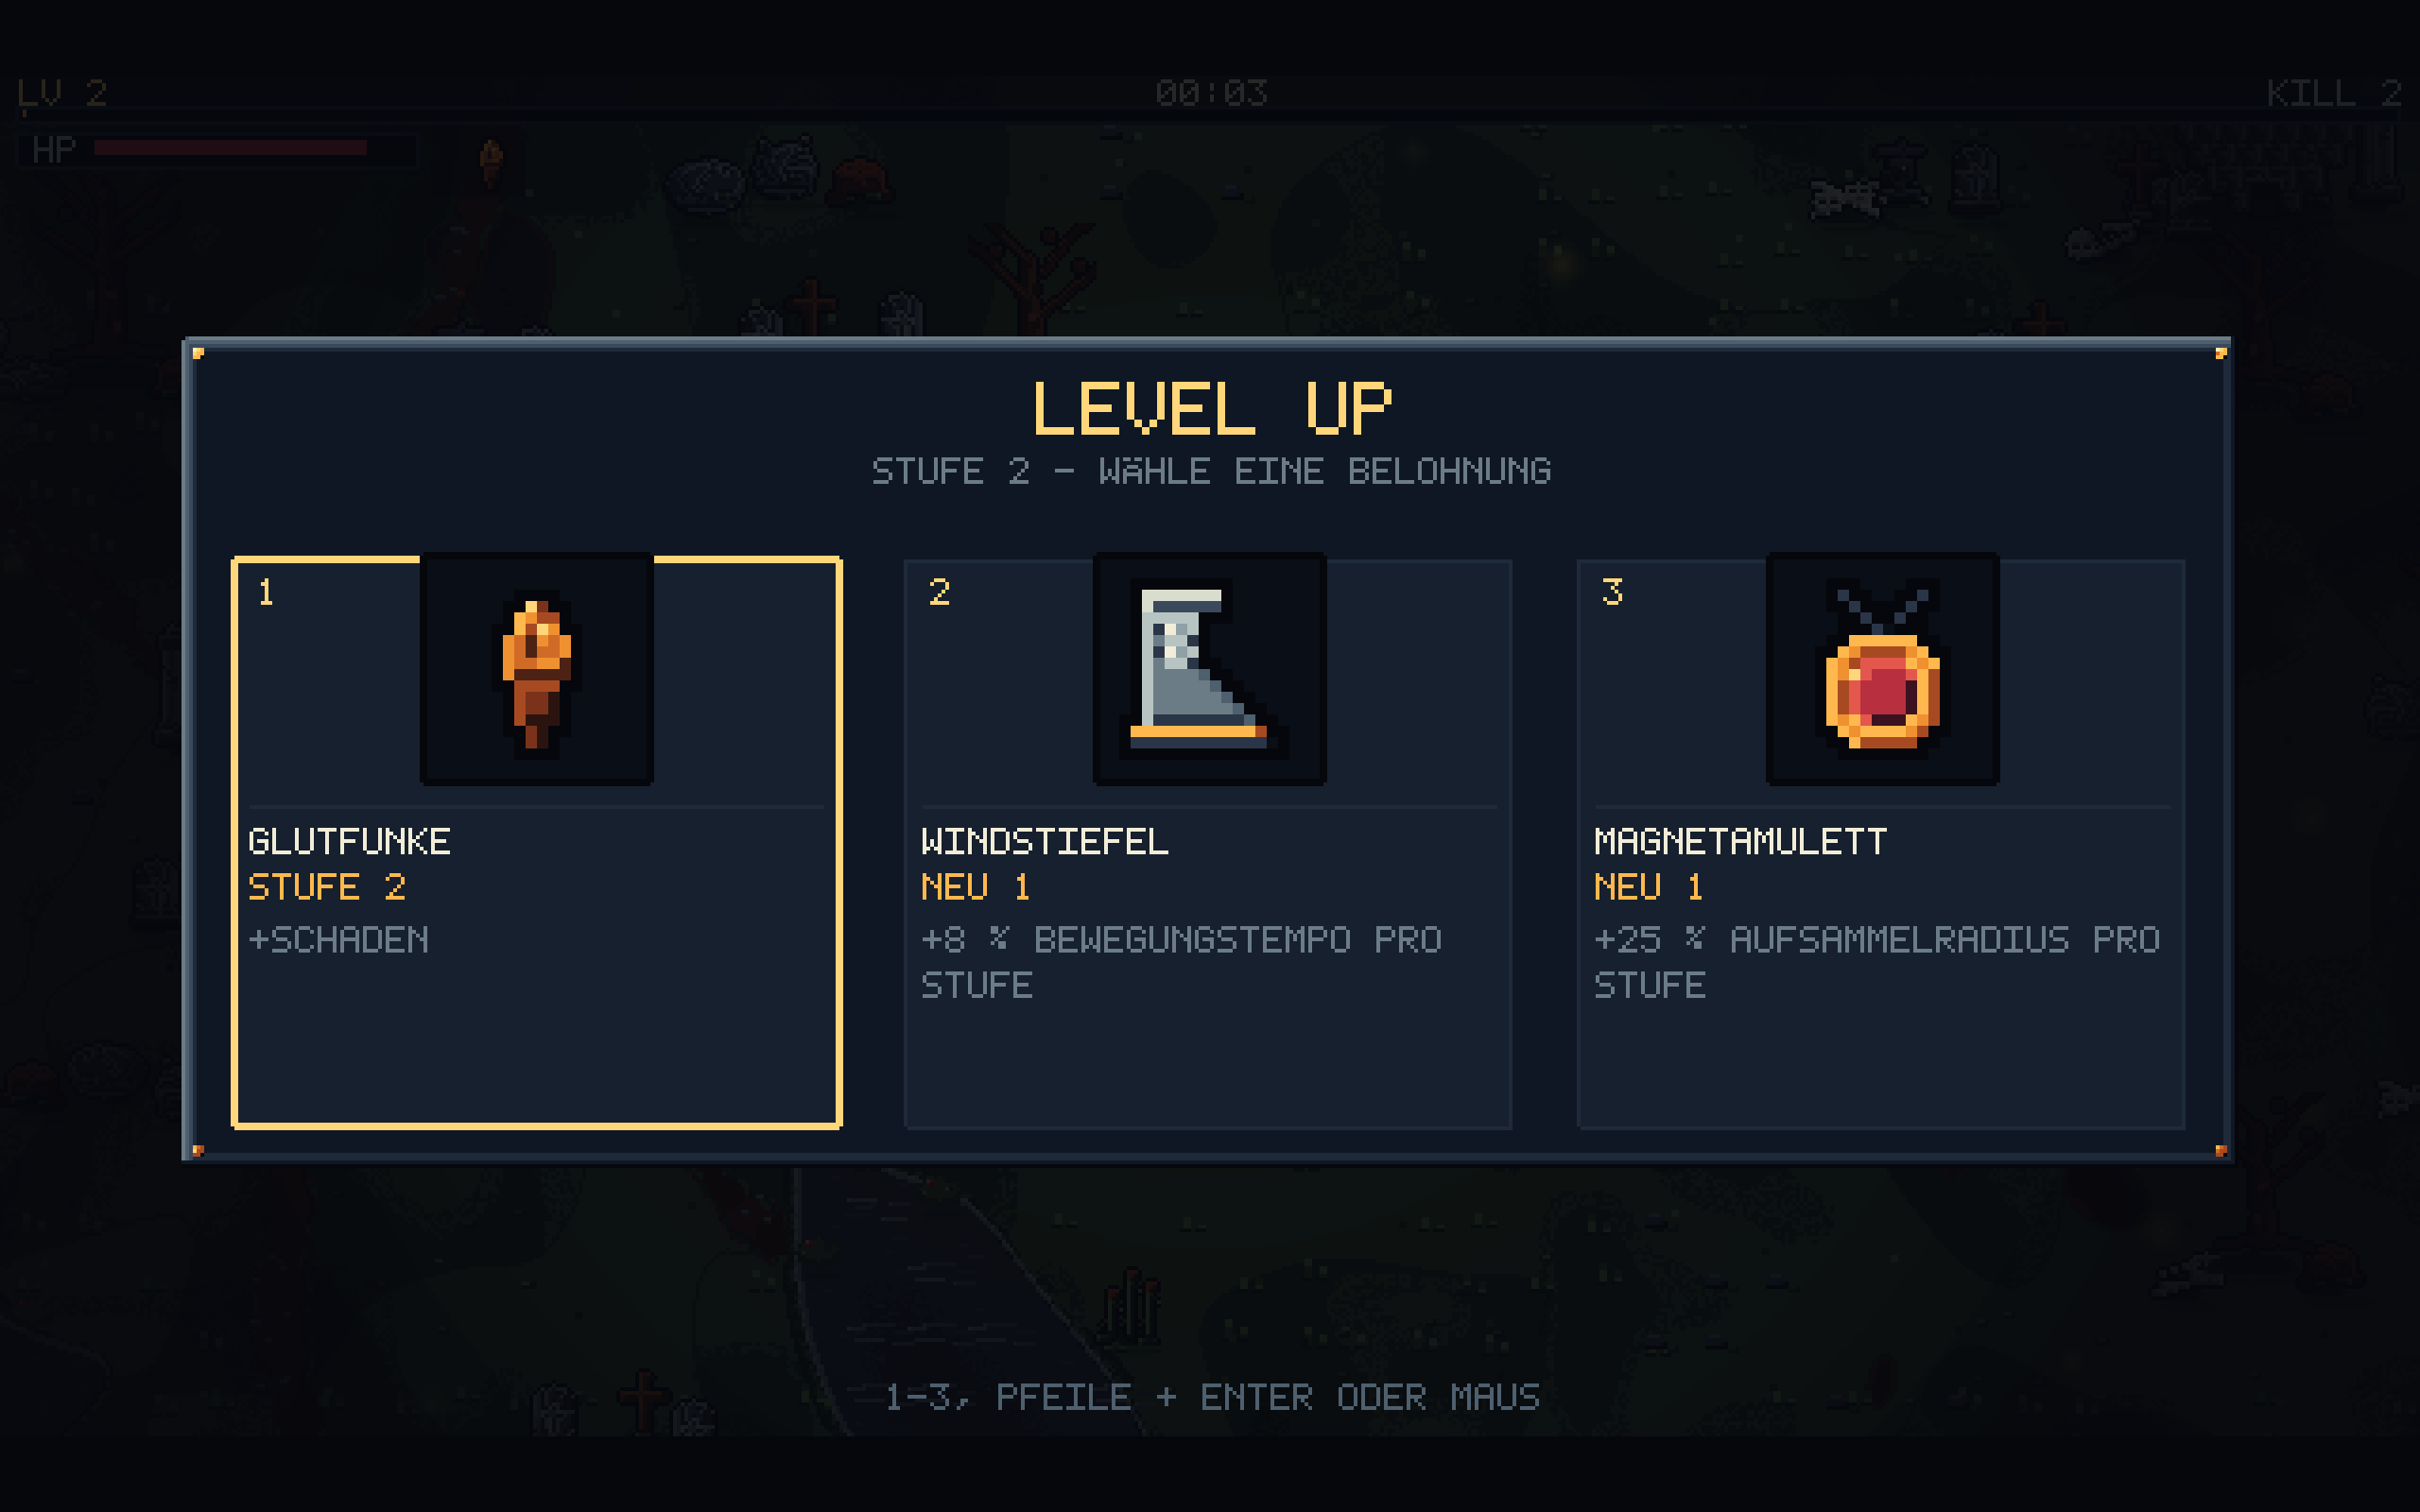 LV 2
00:03
KILL 2
HP
LEVEL UP
STUFE 2 - WäHLE EINE BELOHNUNG
1
GLUTFUNKE
STUFE 2
+SCHADEN
2
WINDSTIEFEL
NEU 1
+8 % BEWEGUNGSTEMPO PRO
STUFE
3
MAGNETAMULETT
NEU 1
+25 % AUFSAMMELRADIUS PRO
STUFE
1-3, PFEILE + ENTER ODER MAUS